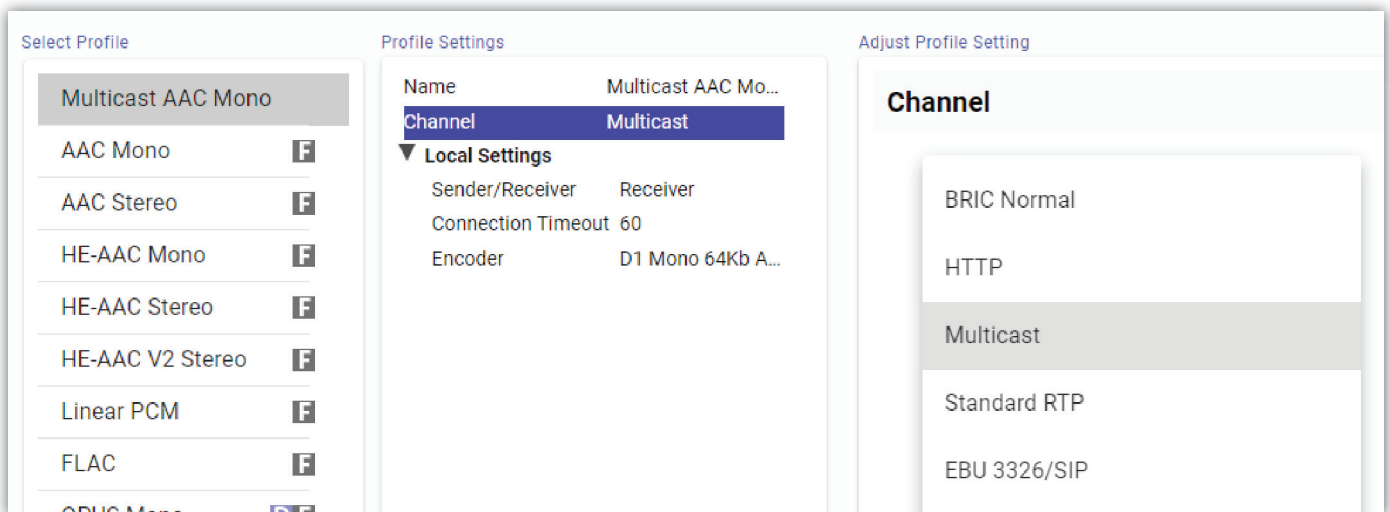 Select Profile
Multicast AAC Mono
AAC Mono F
AAC Stereo F
HE-AAC Mono F
HE-AAC Stereo F
HE-AAC V2 Stereo F
Linear PCM F
FLAC F
OPUS Mono D F
Profile Settings
Name Multicast AAC Mo...
Channel Multicast
Local Settings
Sender/Receiver Receiver
Connection Timeout 60
Encoder D1 Mono 64Kb A...
Adjust Profile Setting
Channel
BRIC Normal
HTTP
Multicast
Standard RTP
EBU 3326/SIP